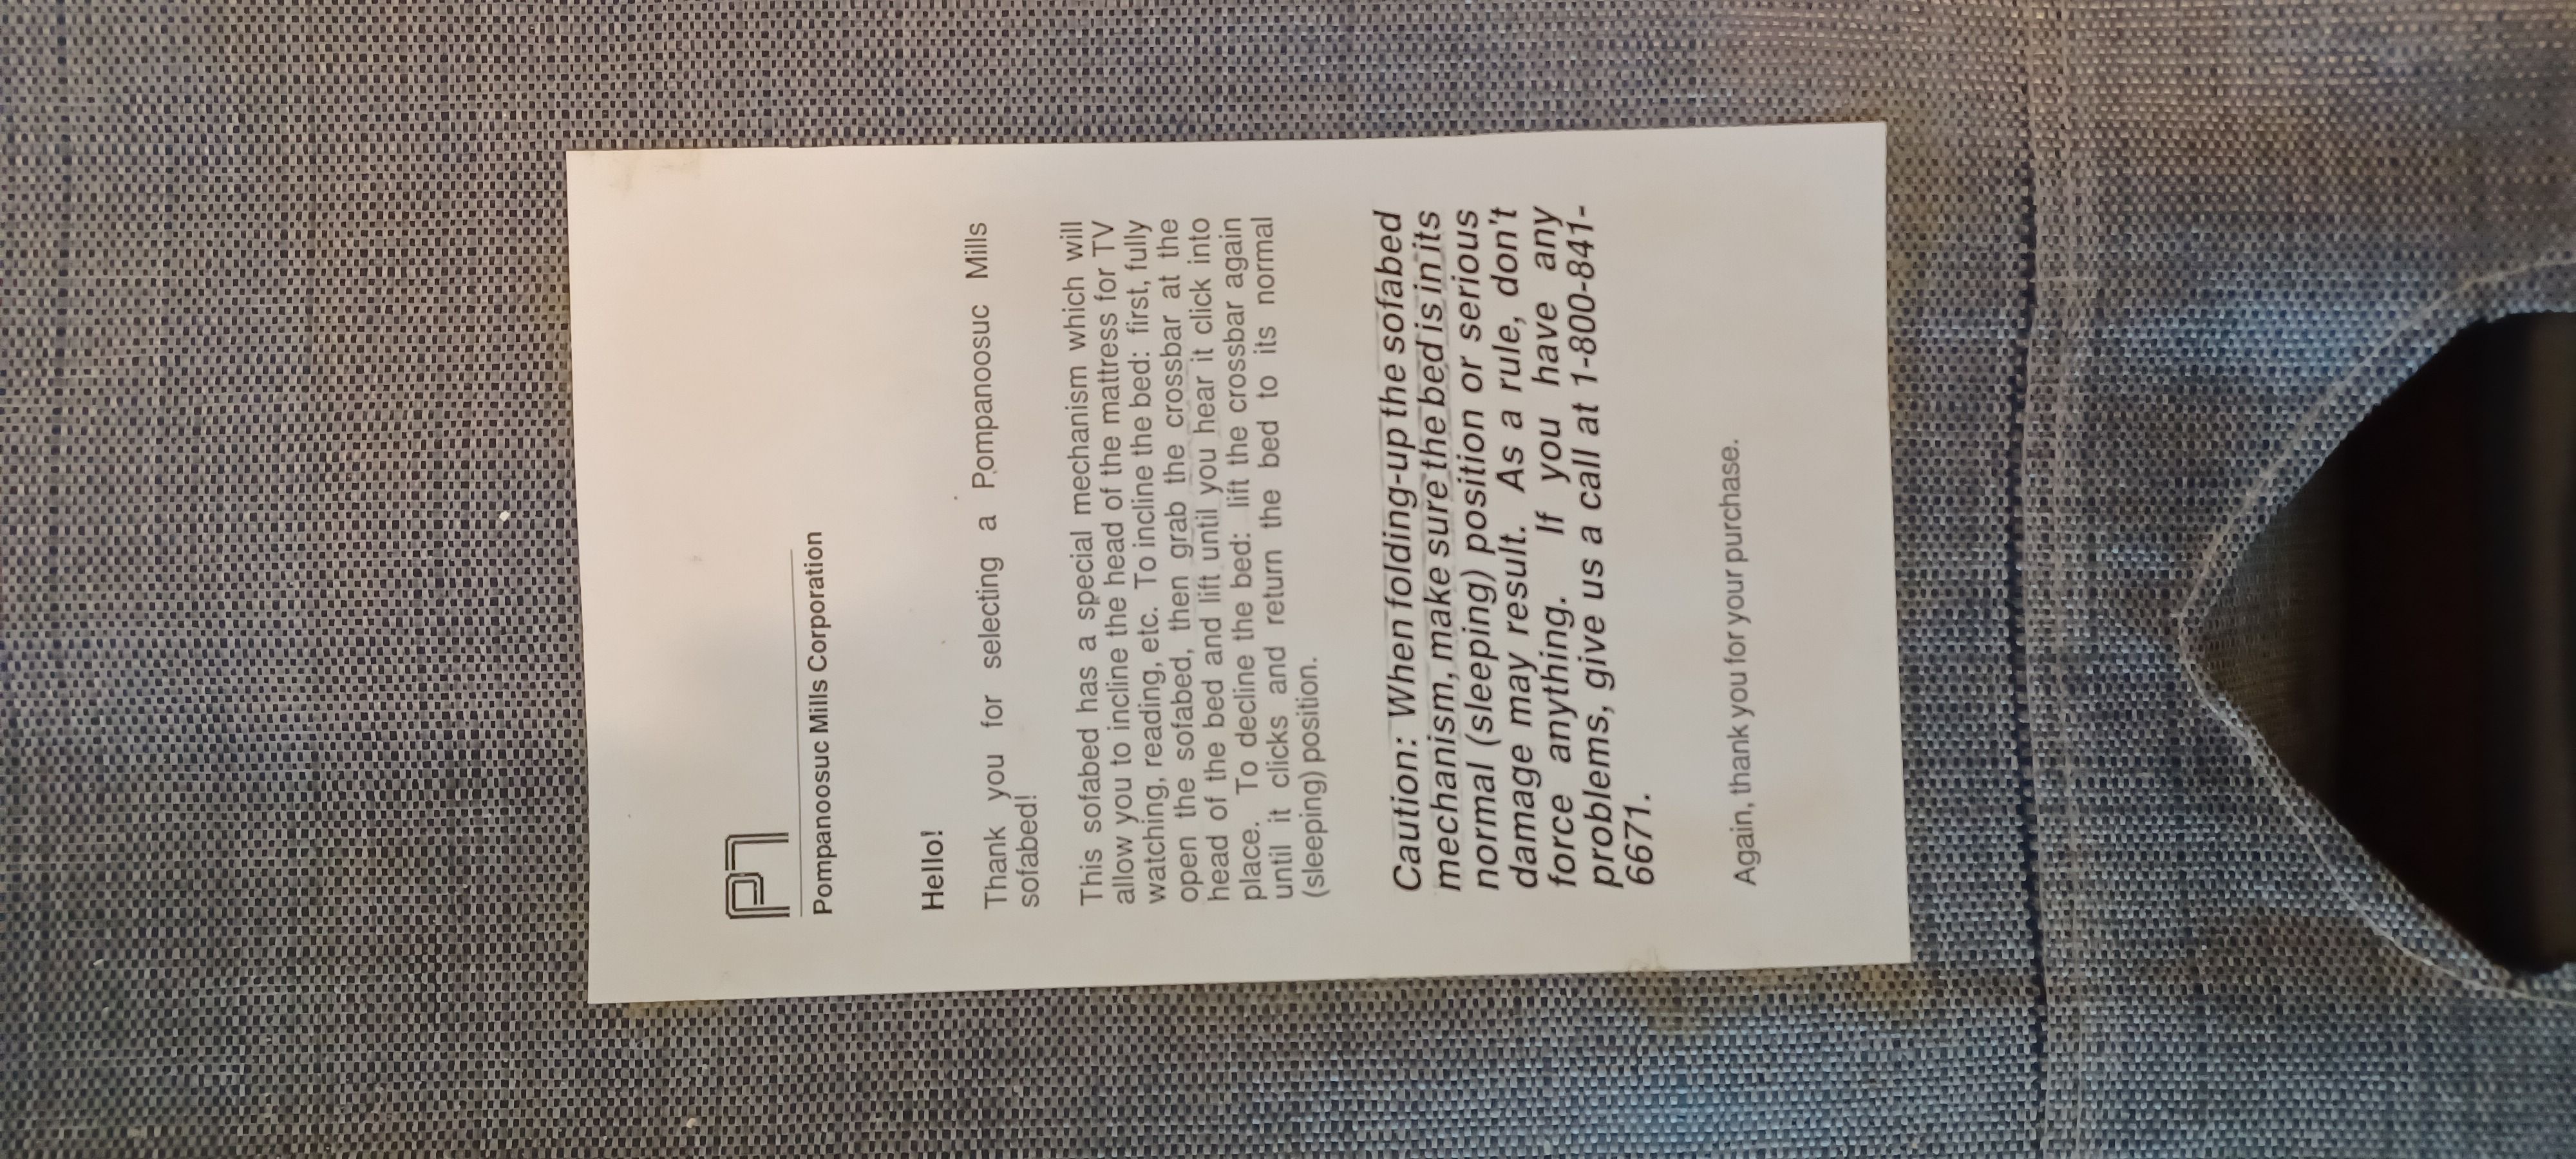 PM
Pompanoosuc Mills Corporation
Hello!
Thank you for selecting a Pompanoosuc Mills
sofabed!
This sofabed has a special mechanism which will
allow you to incline the head of the mattress for TV
watching, reading, etc. To incline the bed: first, fully
open the sofabed, then grab the crossbar at the
head of the bed and lift until you hear it click into
place. To decline the bed: lift the crossbar again
until it clicks and return the bed to its normal
(sleeping) position.
Caution: When folding-up the sofabed
mechanism, make sure the bed is in its
normal (sleeping) position or serious
damage may result. As a rule, don't
force anything. If you have any
problems, give us a call at 1-800-841-
6671.
Again, thank you for your purchase.